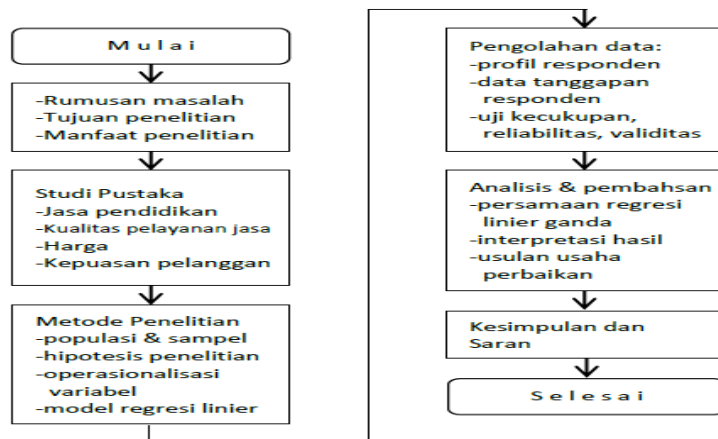 M u l a i
-Rumusan masalah
-Tujuan penelitian
-Manfaat penelitian
Studi Pustaka
-Jasa pendidikan
-Kualitas pelayanan jasa
-Harga
-Kepuasan pelanggan
Metode Penelitian
-populasi & sampel
-hipotesis penelitian
-operasionalisasi
variabel
-model regresi linier
Pengolahan data:
-profil responden
-data tanggapan
responden
-uji kecukupan,
reliabilitas, validitas
Analisis & pembahsan
-persamaan regresi
linier ganda
-interpretasi hasil
-usulan usaha
perbaikan
Kesimpulan dan
Saran
S e l e s a i